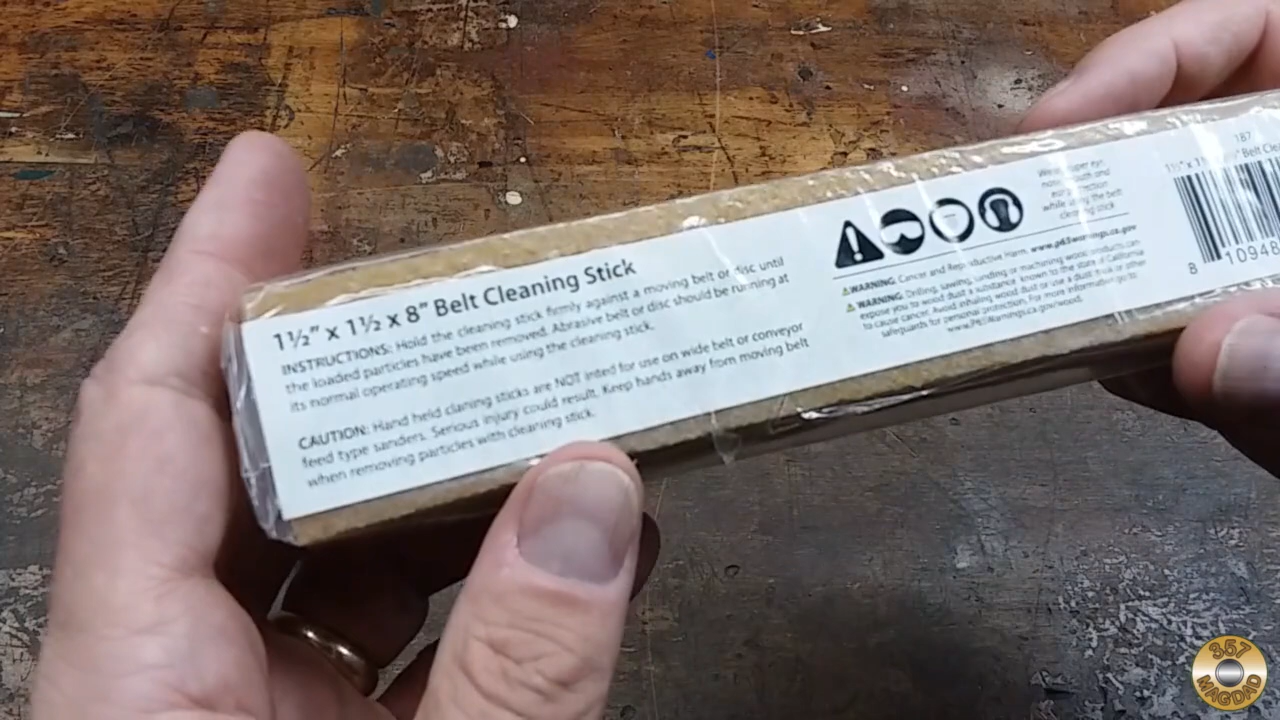 1½" x 1½ x 8" Belt Cleaning Stick
INSTRUCTIONS: Hold the cleaning stick firmly against a moving belt or disc until
the loaded particles have been removed. Abrasive belt or disc should be running at
its normal operating speed while using the cleaning stick.
CAUTION: Hand held claning sticks are NOT inted for use on wide belt or conveyor
feed type sanders. Serious injury could result. Keep hands away from moving belt
when removing particles with cleaning stick.
eye,
and
while using the belt
cleaning stick
WARNING: Cancer and Reproductive Harm. www.p65warnings.ca.gov
WARNING: Drilling, sawing, sanding or machining wood products can
expose you to wood dust a substance known to the state of California
to cause cancer. Avoid inhaling wood dust or use a dust mask or other
safeguards for personal protection. For more information go to
www.P65Warnings.ca.gov/wood.
187
Belt Clea
8 10948
357
MAGDAD